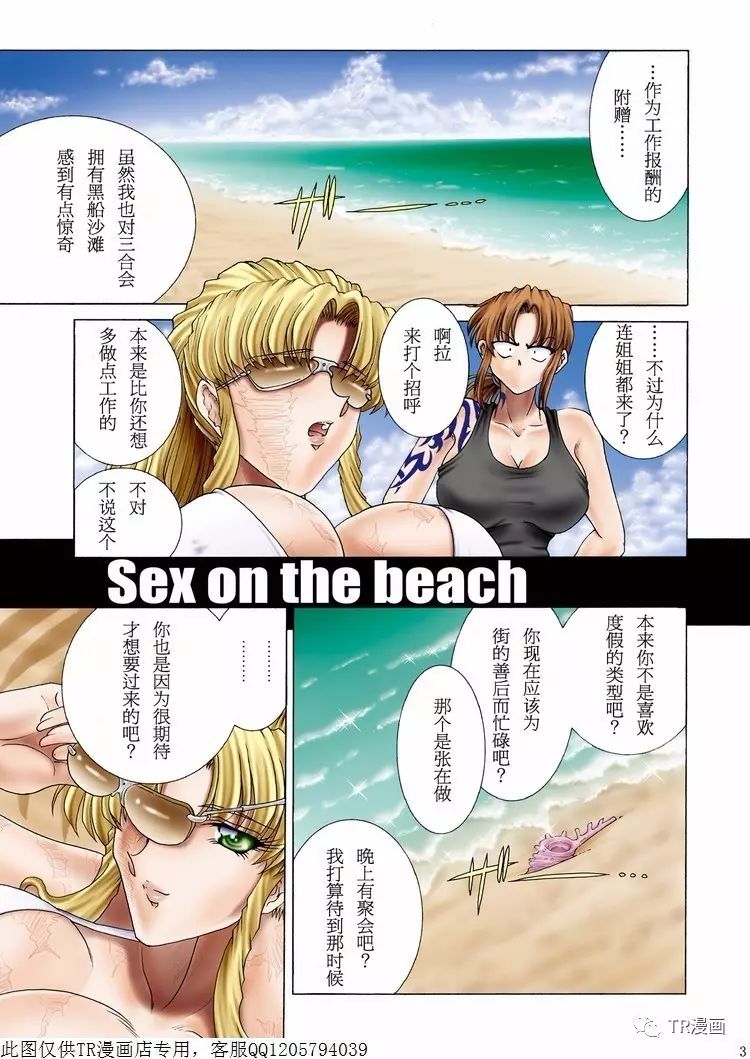 ……作为工作报酬的
附赠……
虽然我也对三合会
拥有黑船沙滩
感到有点惊奇
……不过为什么
连姐姐都来了？
啊拉
来打个招呼
本来是比你还想
多做点工作的
不对
不说这个
Sex on the beach
本来你不是喜欢
度假的类型吧？
你现在应该为
街的善后而忙碌吧？
那个是张在做
晚上有聚会吧？
我打算待到那时候
…………
…………
你也是因为很期待
才想要过来的吧？
TR漫画
此图仅供TR漫画店专用，客服QQ1205794039
3